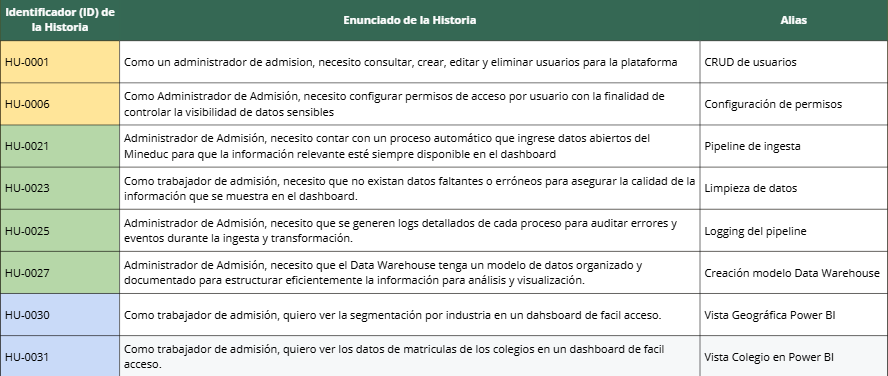 Identificador (ID) de
la Historia
Enunciado de la Historia
Alias
HU-0001
Como un administrador de admision, necesito consultar, crear, editar y eliminar usuarios para la plataforma
CRUD de usuarios
HU-0006
Como Administrador de Admisión, necesito configurar permisos de acceso por usuario con la finalidad de
controlar la visibilidad de datos sensibles
Configuración de permisos
HU-0021
Administrador de Admisión, necesito contar con un proceso automático que ingrese datos abiertos del
Mineduc para que la información relevante esté siempre disponible en el dashboard
Pipeline de ingesta
HU-0023
Como trabajador de admisión, necesito que no existan datos faltantes o erróneos para asegurar la calidad de la
información que se muestra en el dashboard.
Limpieza de datos
HU-0025
Administrador de Admisión, necesito que se generen logs detallados de cada proceso para auditar errores y
eventos durante la ingesta y transformación.
Logging del pipeline
HU-0027
Administrador de Admisión, necesito que el Data Warehouse tenga un modelo de datos organizado y
documentado para estructurar eficientemente la información para análisis y visualización.
Creación modelo Data Warehouse
HU-0030
Como trabajador de admisión, quiero ver la segmentación por industria en un dahsboard de facil acceso.
Vista Geográfica Power BI
HU-0031
Como trabajador de admisión, quiero ver los datos de matriculas de los colegios en un dashboard de facil
acceso.
Vista Colegio en Power BI